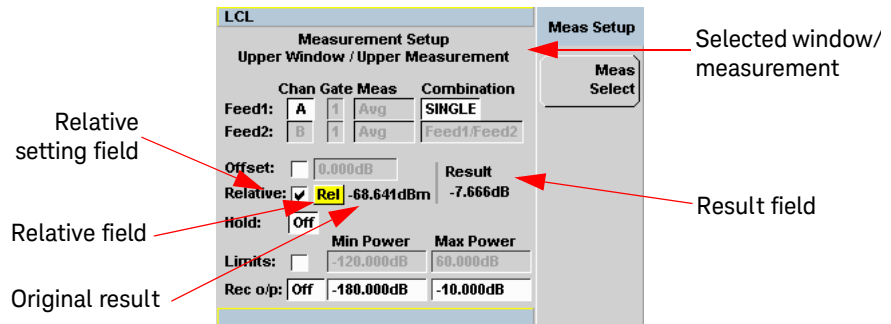 LCL
Meas Setup
Measurement Setup
Upper Window / Upper Measurement
Selected window/
measurement
Meas
Select
Chan Gate Meas Combination
Feed1: A 1 Avg SINGLE
Feed2: B 1 Avg Feed1/Feed2
Relative
setting field
Offset: 0.000dB Result
Relative: Rel -68.641dBm -7.666dB
Result field
Hold: Off
Relative field
Min Power Max Power
Limits: -120.000dB 60.000dB
Original result
Rec o/p: Off -180.000dB -10.000dB